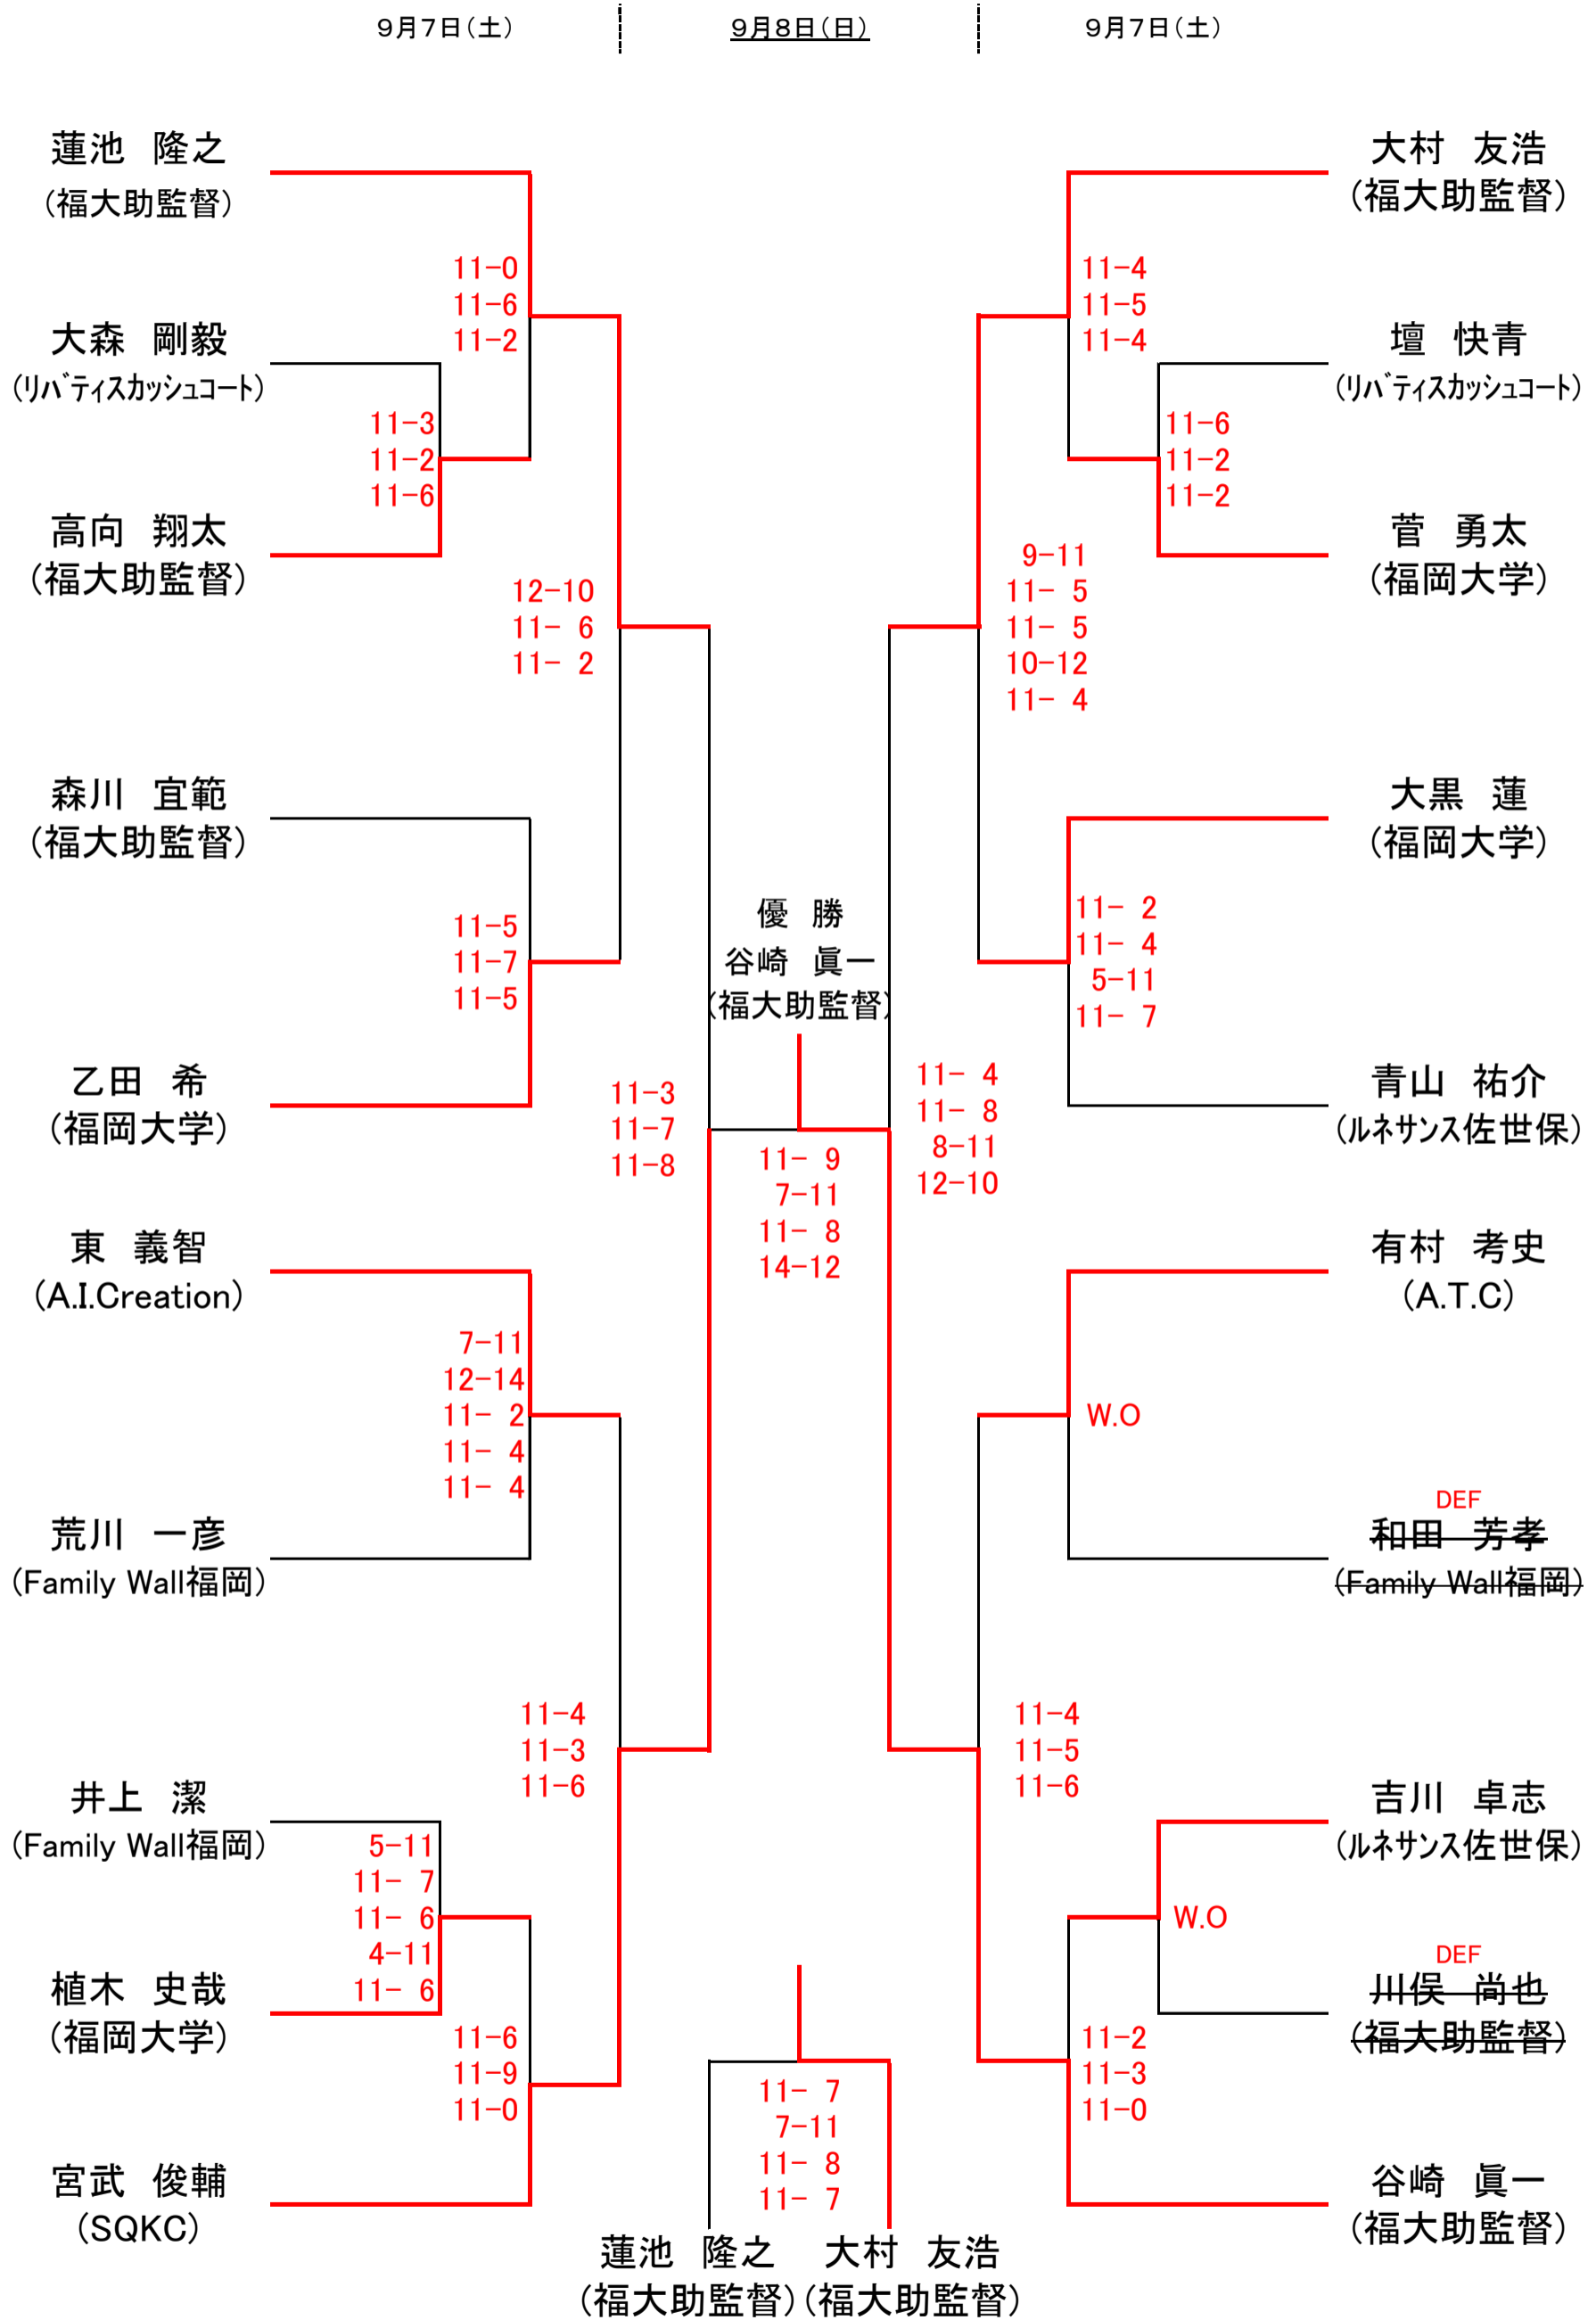 ９月７日（土）
９月８日（日）
９月７日（土）
蓮池　隆之
（福大助監督）
11-0
11-6
11-2
大森　剛毅
（リバティスカッシュコート）
11-3
11-2
11-6
高向　翔太
（福大助監督）
12-10
11- 6
11- 2
森川　宜範
（福大助監督）
11-5
11-7
11-5
乙田　希
（福岡大学）
11-3
11-7
11-8
東　義智
（A.I.Creation）
7-11
12-14
11- 2
11- 4
11- 4
荒川　一彦
（Family Wall福岡）
11-4
11-3
11-6
井上　潔
（Family Wall福岡）
5-11
11- 7
11- 6
4-11
11- 6
植木　史哉
（福岡大学）
11-6
11-9
11-0
宮武　俊輔
（SQKC）
優　勝
谷崎　眞一
（福大助監督）
11- 9
7-11
11- 8
14-12
11- 7
7-11
11- 8
11- 7
蓮池　隆之　大村　友浩
（福大助監督）（福大助監督）
大村　友浩
（福大助監督）
11-4
11-5
11-4
壇　快青
（リバティスカッシュコート）
11-6
11-2
11-2
菅　勇太
（福岡大学）
9-11
11- 5
11- 5
10-12
11- 4
大黒　蓮
（福岡大学）
11- 2
11- 4
5-11
11- 7
青山　祐介
（ルネサンス佐世保）
11- 4
11- 8
8-11
12-10
有村　考史
（A.T.C）
W.O
DEF
和田　芳孝
（Family Wall福岡）
11-4
11-5
11-6
吉川　卓志
（ルネサンス佐世保）
W.O
DEF
川俣　尚也
（福大助監督）
11-2
11-3
11-0
谷崎　眞一
（福大助監督）